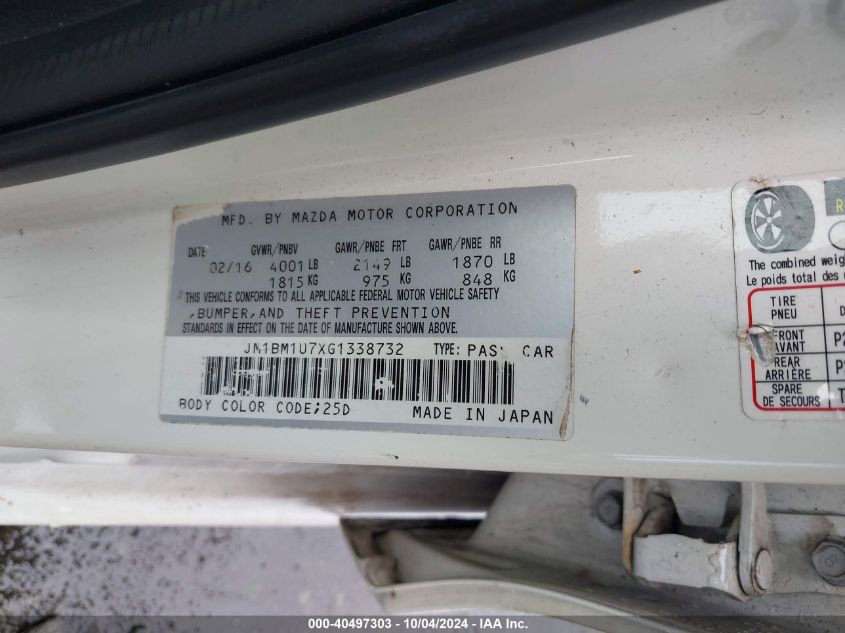 MFD. BY MAZDA MOTOR CORPORATION
DATE GVWR/PNBV GAWR/PNBE FRT GAWR/PNBE RR
02/16 4001 LB 2149 LB 1870 LB
1815 KG 975 KG 848 KG
THIS VEHICLE CONFORMS TO ALL APPLICABLE FEDERAL MOTOR VEHICLE SAFETY
,BUMPER,AND THEFT PREVENTION
STANDARDS IN EFFECT ON THE DATE OF MANUFACTURE SHOWN ABOVE.
JM1BM1U7XG1338732 TYPE: PAS. CAR
BODY COLOR CODE;25D MADE IN JAPAN
The combined
Le poids total des
TIRE
PNEU
FRONT
AVANT
REAR
ARRIÈRE
SPARE
DE SECOURS
000-40497303 - 10/04/2024 - IAA Inc.